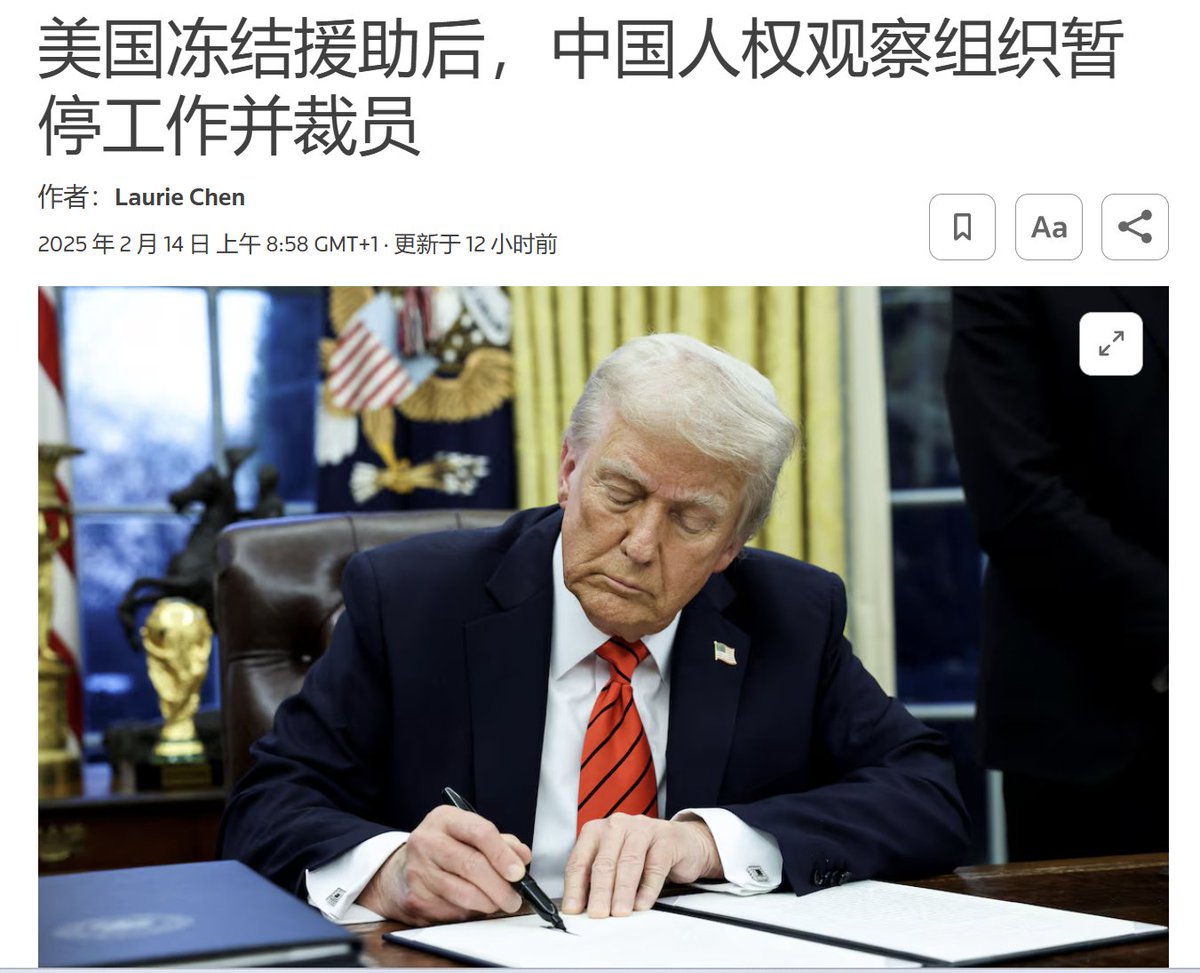 美国冻结援助后，中国人权观察组织暂
停工作并裁员
作者：Laurie Chen
2025 年 2 月 14 日 上午 8:58 GMT+1 · 更新于 12 小时前
Aa